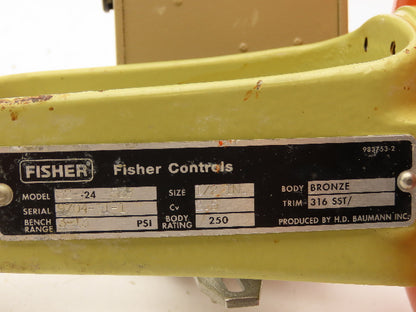 983753-2
FISHER Fisher Controls
MODEL -24 SIZE BODY BRONZE
SERIAL Cv TRIM 316 SST/
BENCH RANGE PSI BODY RATING 250 PRODUCED BY H.D. BAUMANN INC